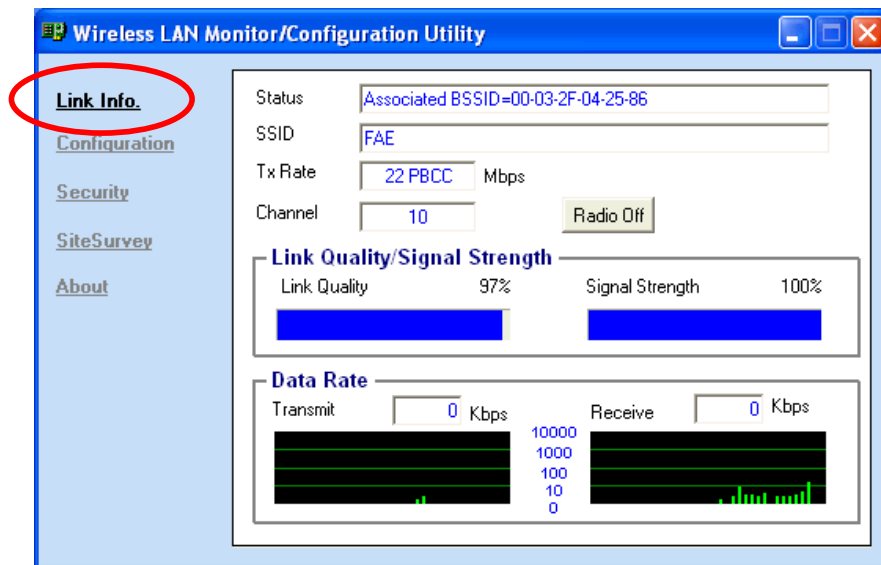 Wireless LAN Monitor/Configuration Utility
Link Info.
Configuration
Security
SiteSurvey
About
Status Associated BSSID=00-03-2F-04-25-86
SSID FAE
Tx Rate 22 PBCC Mbps
Channel 10 Radio Off
Link Quality/Signal Strength
Link Quality 97% Signal Strength 100%
Data Rate
Transmit 0 Kbps Receive 0 Kbps
10000
1000
100
10
0